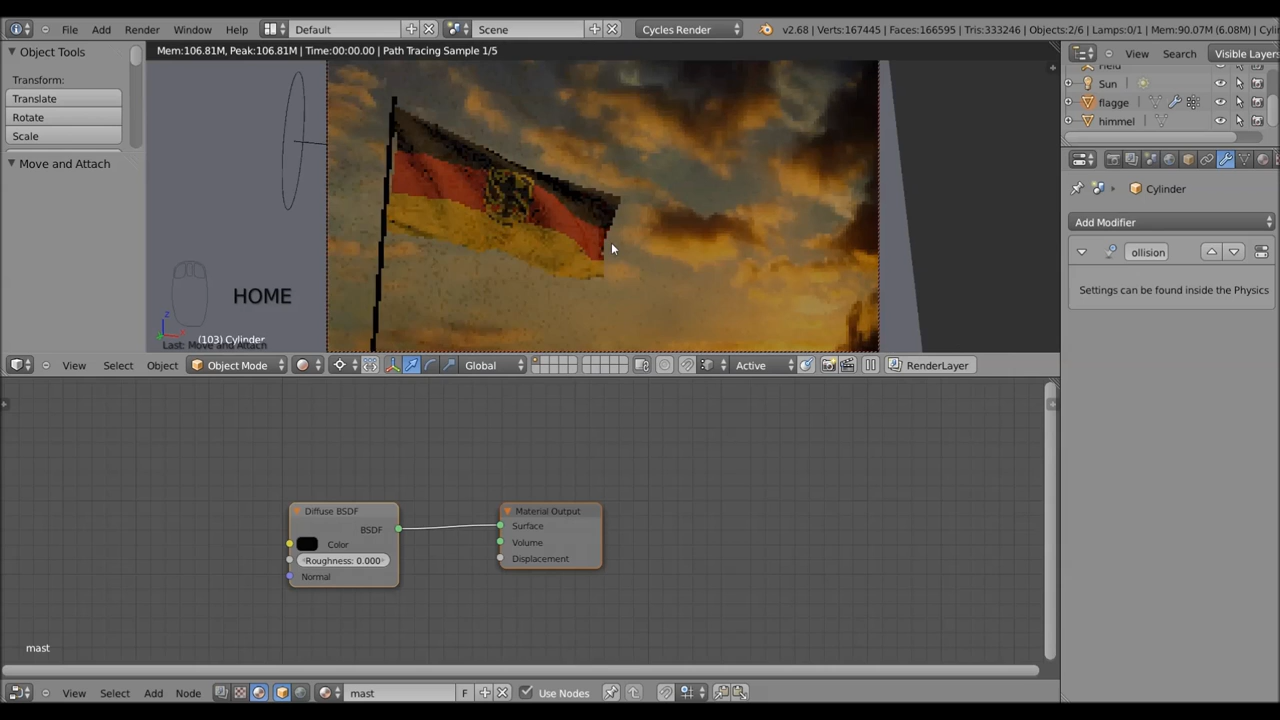 File Add Render Window Help Default Scene Cycles Render v2.68 | Verts:167445 | Faces:166595 | Tris:333246 | Objects:2/6 | Lamps:0/1 | Mem:90.07M (6.08M) | Cylin
Object Tools
Mem:106.81M, Peak:106.81M | Time:00:00.00 | Path Tracing Sample 1/5
View Search Visible Layers
Transform:
Translate
Rotate
Scale
Move and Attach
Sun
flagge
himmel
Cylinder
Add Modifier
ollision
Settings can be found inside the Physics
HOME
z
(103) Cylinder
Last: Move and Attach
View Select Object Object Mode Global Active RenderLayer
Diffuse BSDF
BSDF
Color
Roughness: 0.000
Normal
Material Output
Surface
Volume
Displacement
mast
View Select Add Node mast F Use Nodes